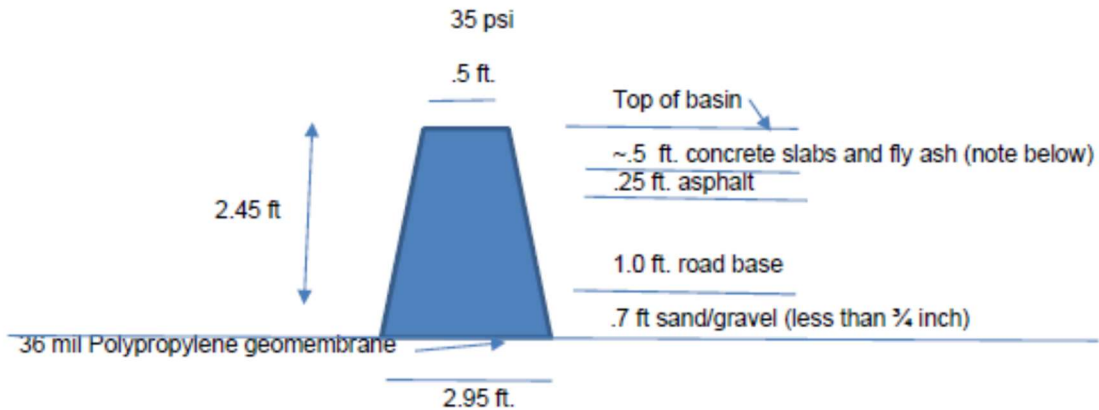 35 psi
.5 ft.
Top of basin
~.5 ft. concrete slabs and fly ash (note below)
.25 ft. asphalt
2.45 ft
1.0 ft. road base
.7 ft sand/gravel (less than ¾ inch)
36 mil Polypropylene geomembrane
2.95 ft.